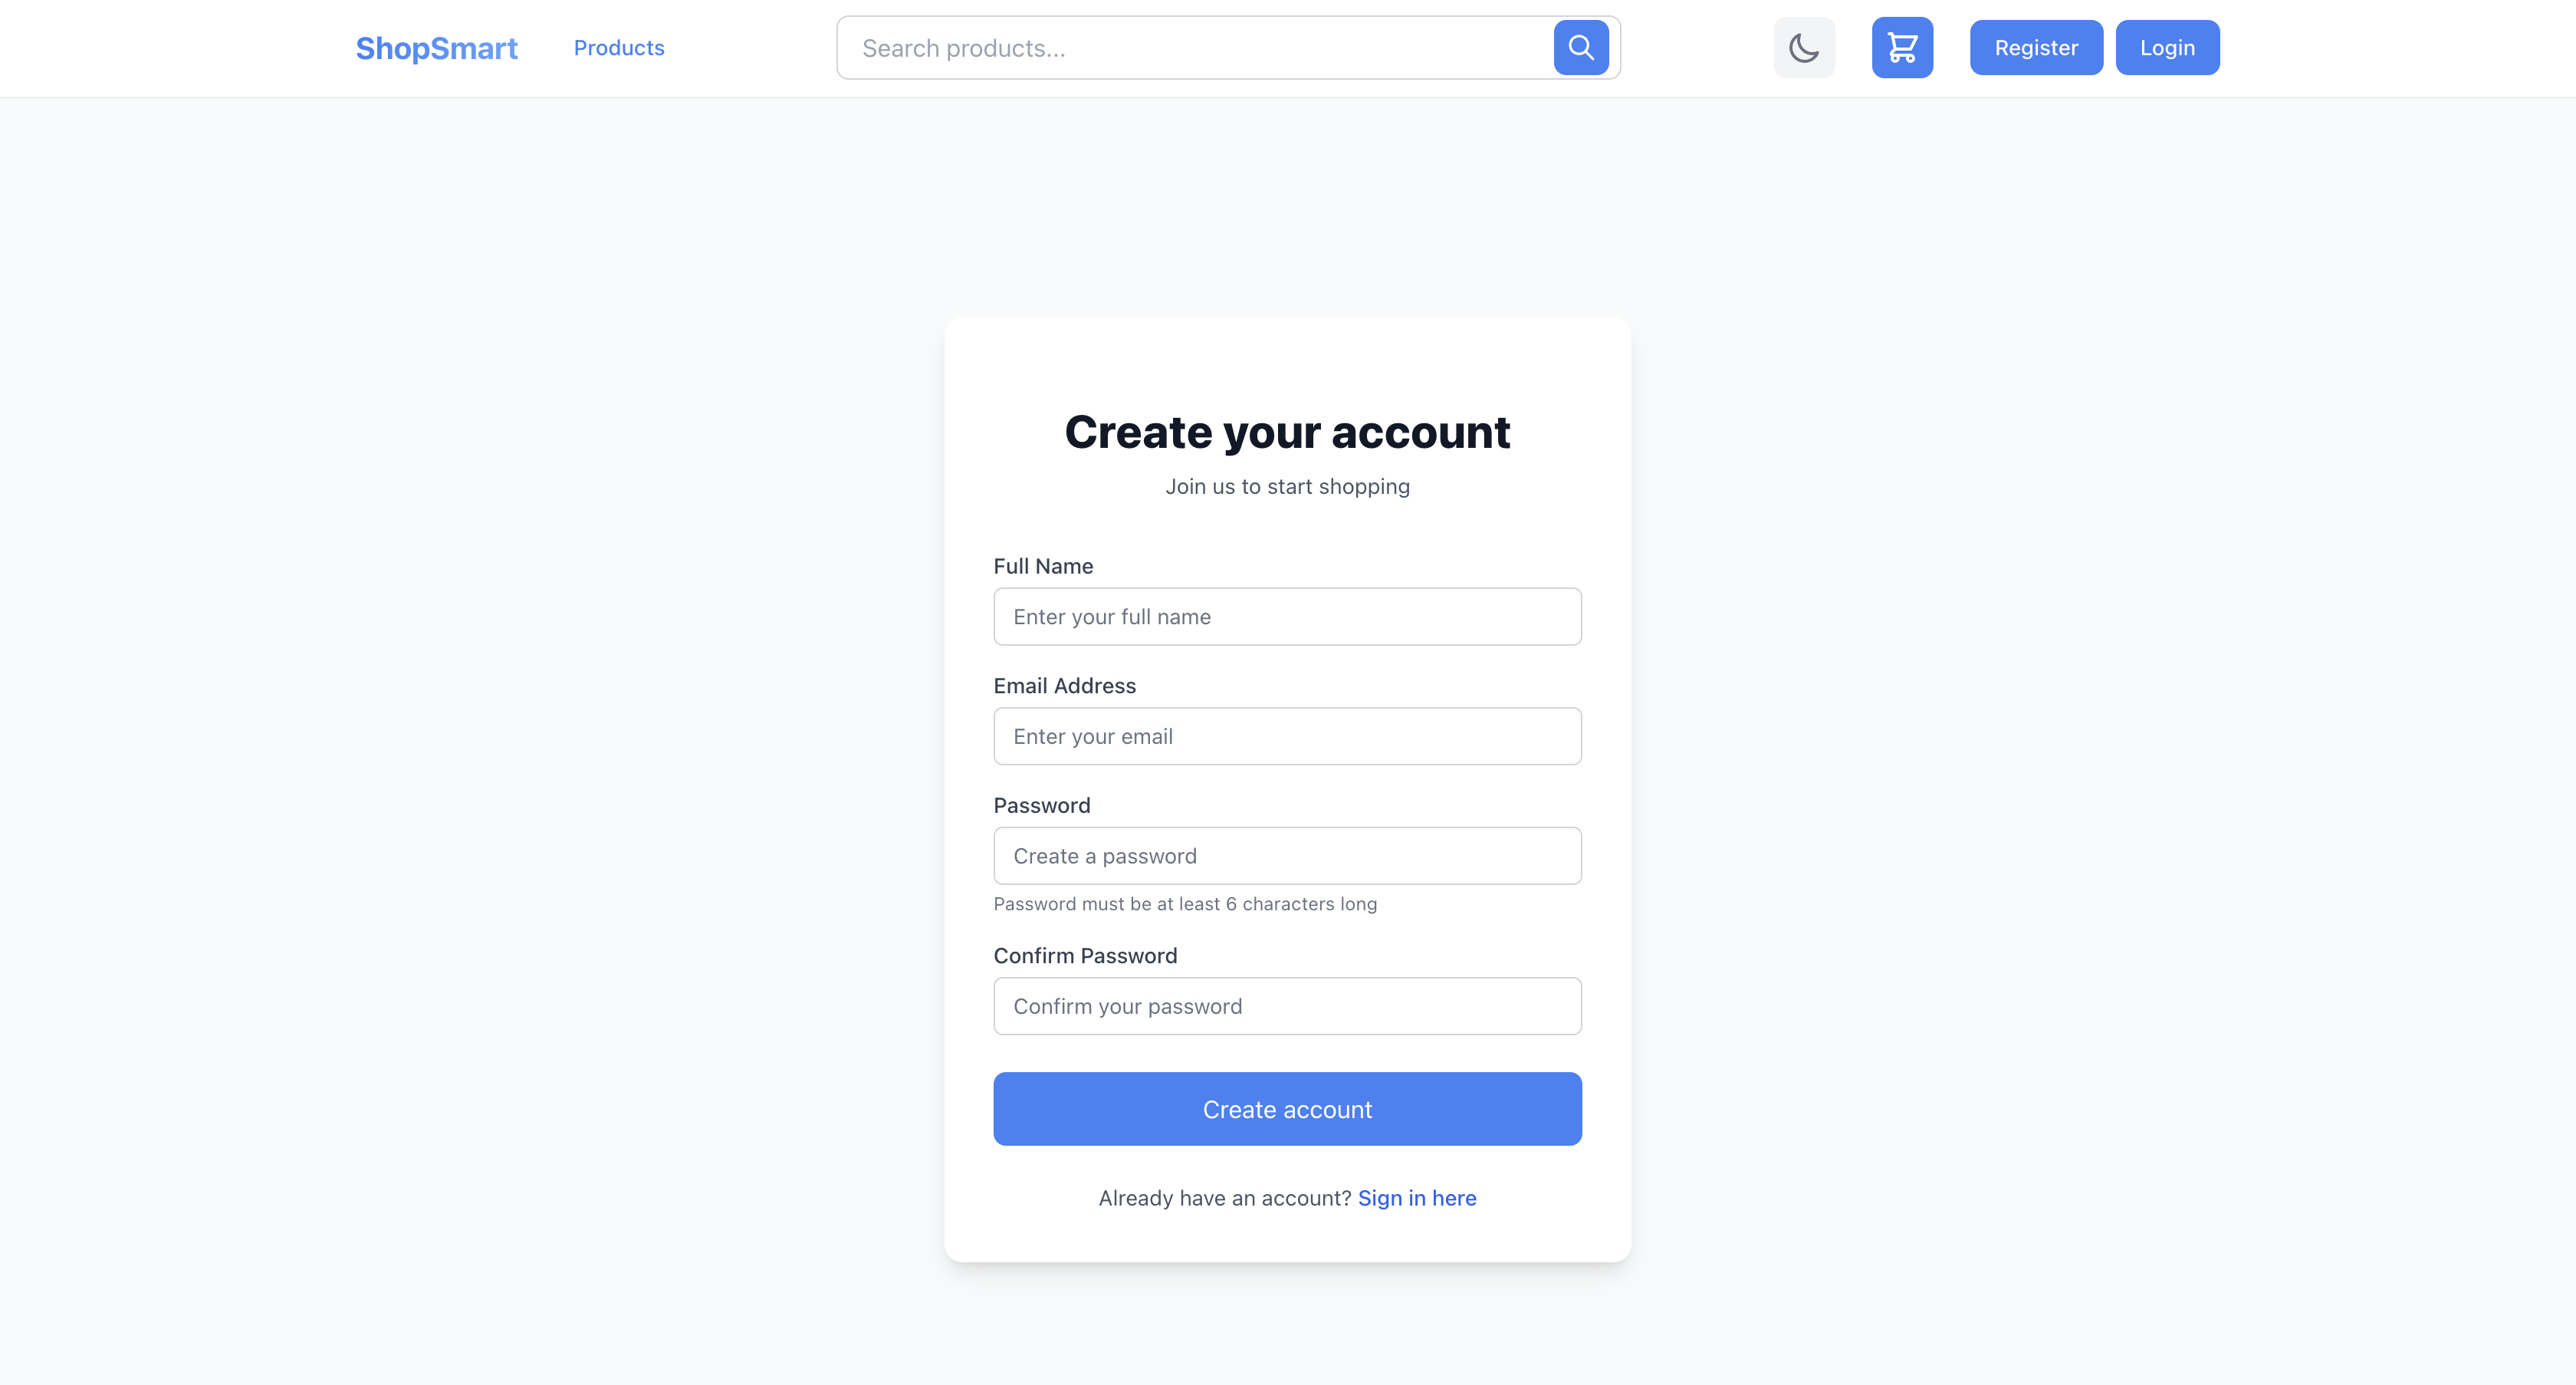 ShopSmart
Products
Search products...
Register
Login
Create your account
Join us to start shopping
Full Name
Enter your full name
Email Address
Enter your email
Password
Create a password
Password must be at least 6 characters long
Confirm Password
Confirm your password
Create account
Already have an account? Sign in here